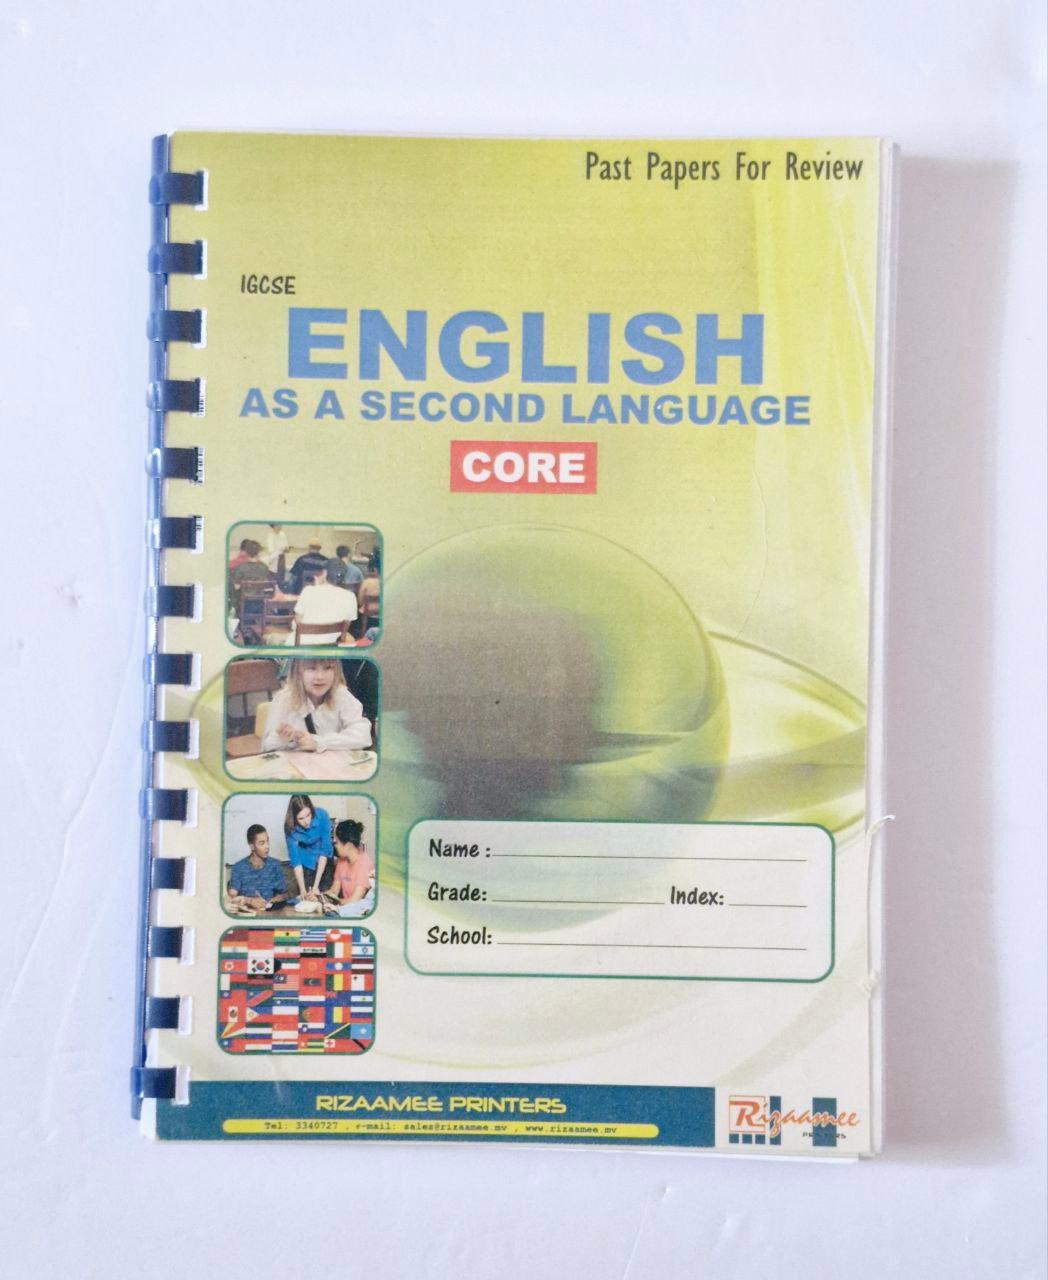 Past Papers For Review
IGCSE
ENGLISH
AS A SECOND LANGUAGE
CORE
Name :
Grade: Index:
School:
RIZAAMEE PRINTERS
Tel: 3340727 , e-mail: sales@rizaamee.mv , www.rizaamee.mv
Rizaamee
PRINTERS